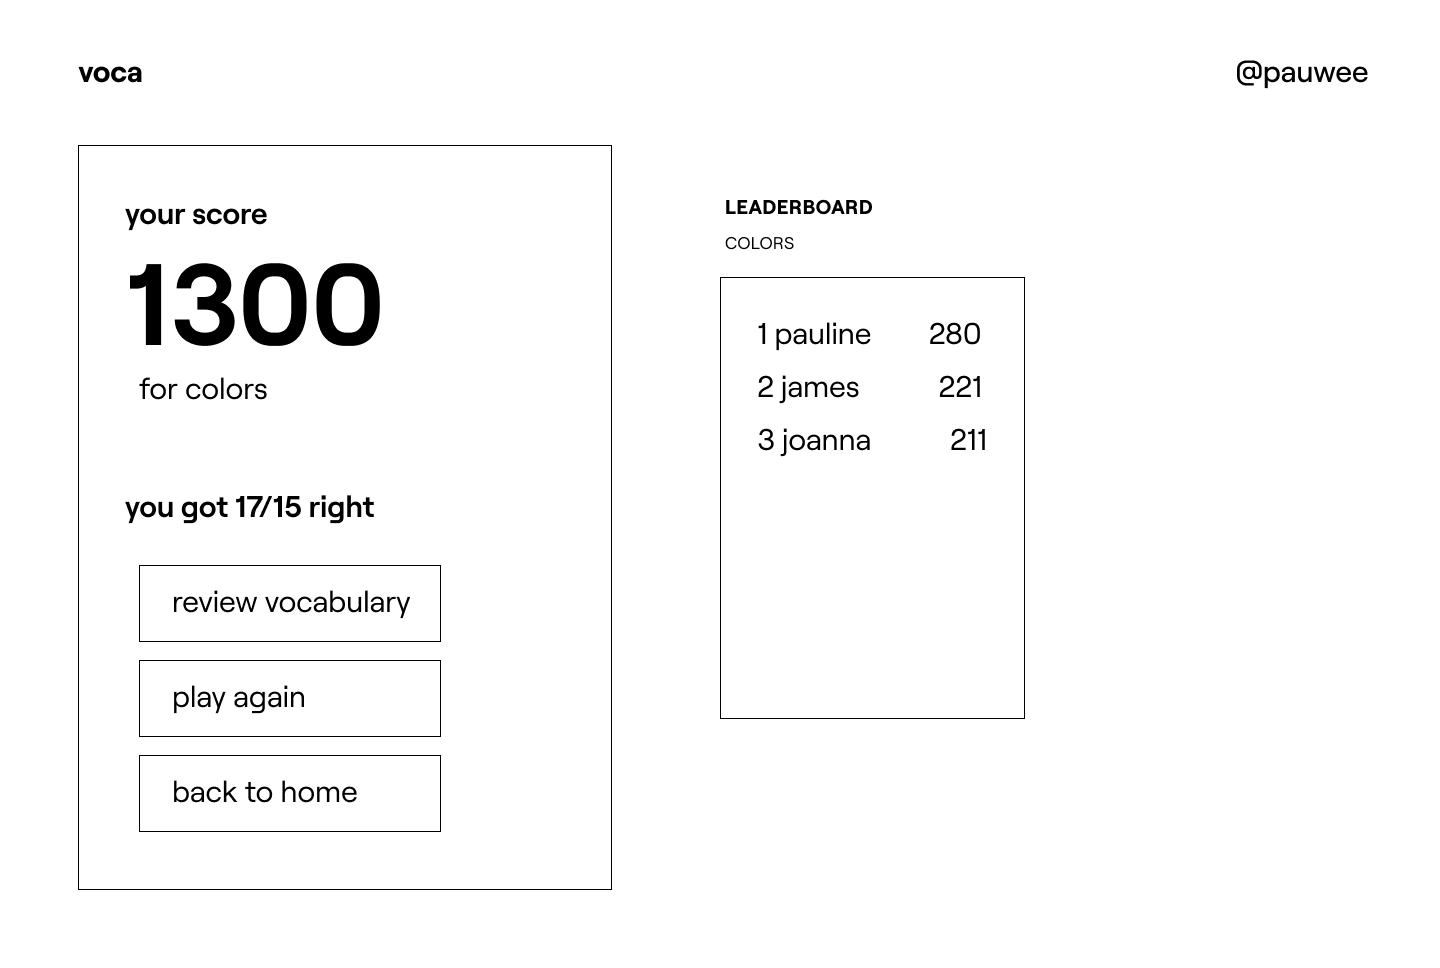 voca
@pauwee
your score
1300
for colors
you got 17/15 right
review vocabulary
play again
back to home
LEADERBOARD
COLORS
1 pauline 280
2 james 221
3 joanna 211